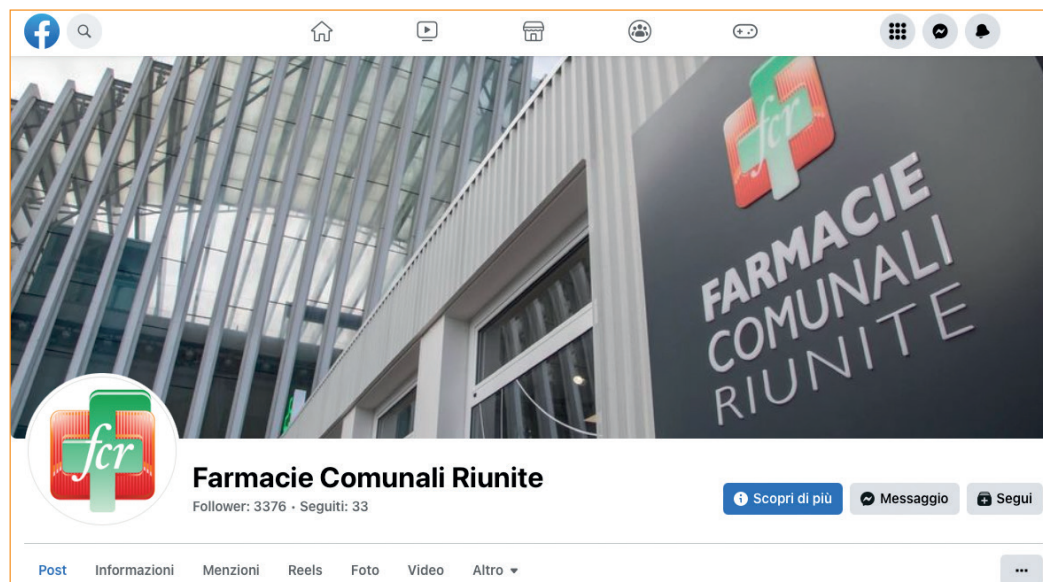 fcr
FARMACIE
COMUNALI
RIUNITE
fcr
Farmacie Comunali Riunite
Follower: 3376 · Seguiti: 33
Scopri di più
Messaggio
Segui
Post Informazioni Menzioni Reels Foto Video Altro